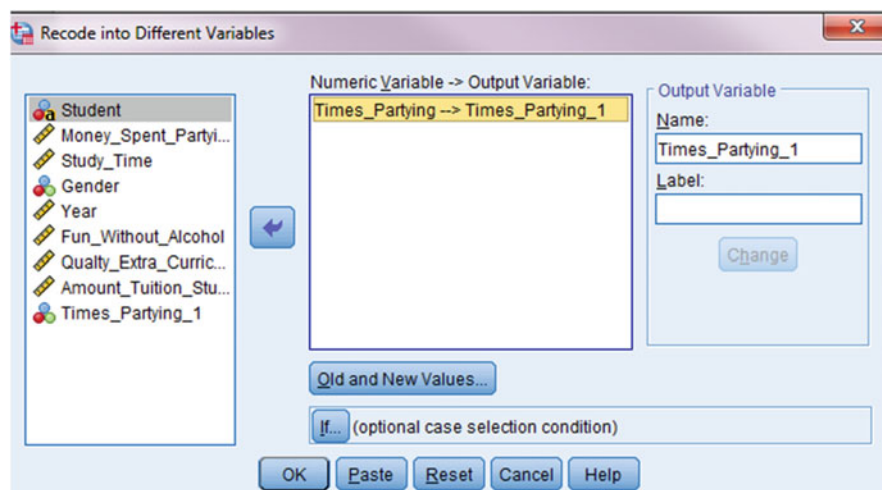 Recode into Different Variables
Student
Money_Spent_Partyi...
Study_Time
Gender
Year
Fun_Without_Alcohol
Qualty_Extra_Curric...
Amount_Tuition_Stu...
Times_Partying_1
Numeric Variable -> Output Variable:
Times_Partying --> Times_Partying_1
Output Variable
Name:
Times_Partying_1
Label:
Change
Old and New Values...
If... (optional case selection condition)
OK Paste Reset Cancel Help